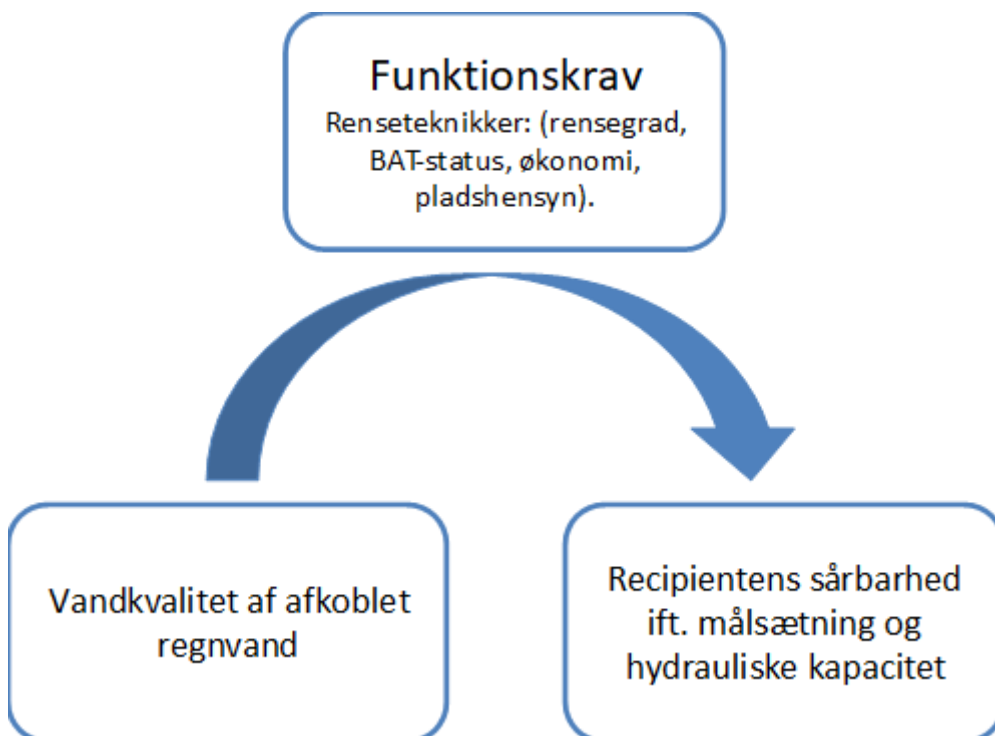 Funktionskrav
Renseteknikker: (rensegrad,
BAT-status, økonomi,
pladshensyn).
Vandkvalitet af afkoblet
regnvand
Recipientens sårbarhed
ift. målsætning og
hydrauliske kapacitet